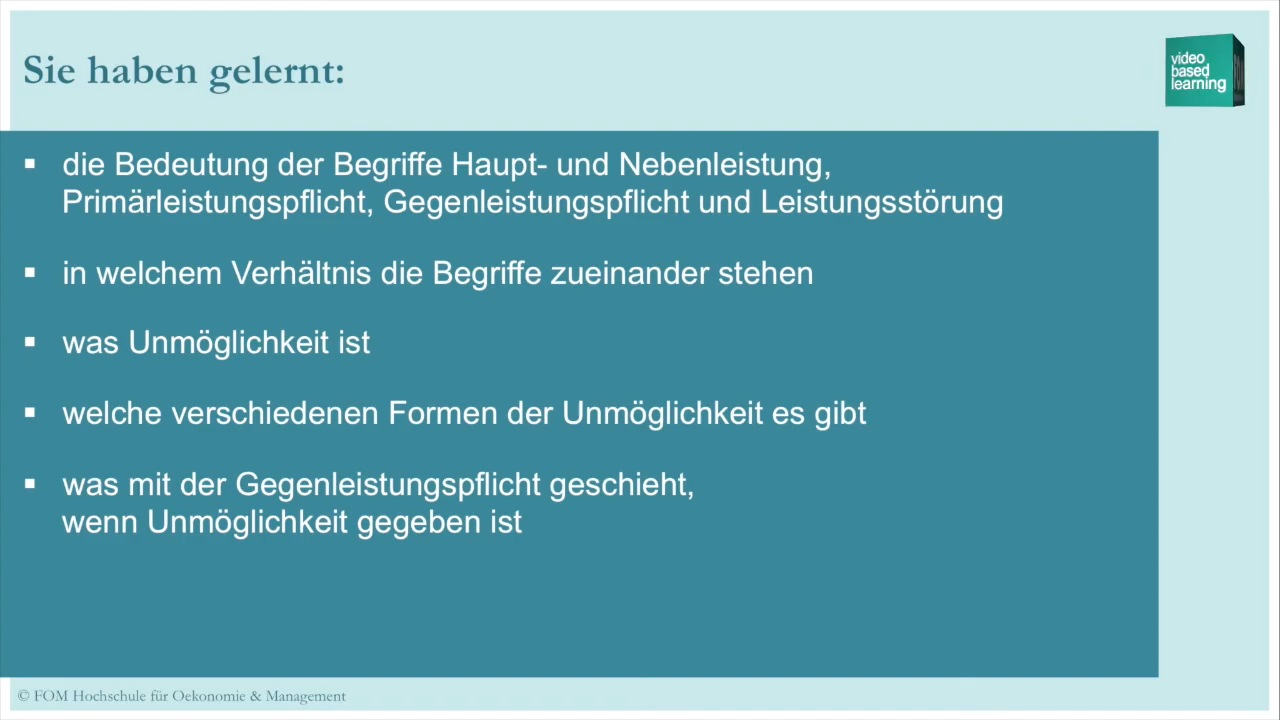 Sie haben gelernt:
video
based
learning
▪ die Bedeutung der Begriffe Haupt- und Nebenleistung,
Primärleistungspflicht, Gegenleistungspflicht und Leistungsstörung
▪ in welchem Verhältnis die Begriffe zueinander stehen
▪ was Unmöglichkeit ist
▪ welche verschiedenen Formen der Unmöglichkeit es gibt
▪ was mit der Gegenleistungspflicht geschieht,
wenn Unmöglichkeit gegeben ist
© FOM Hochschule für Oekonomie & Management